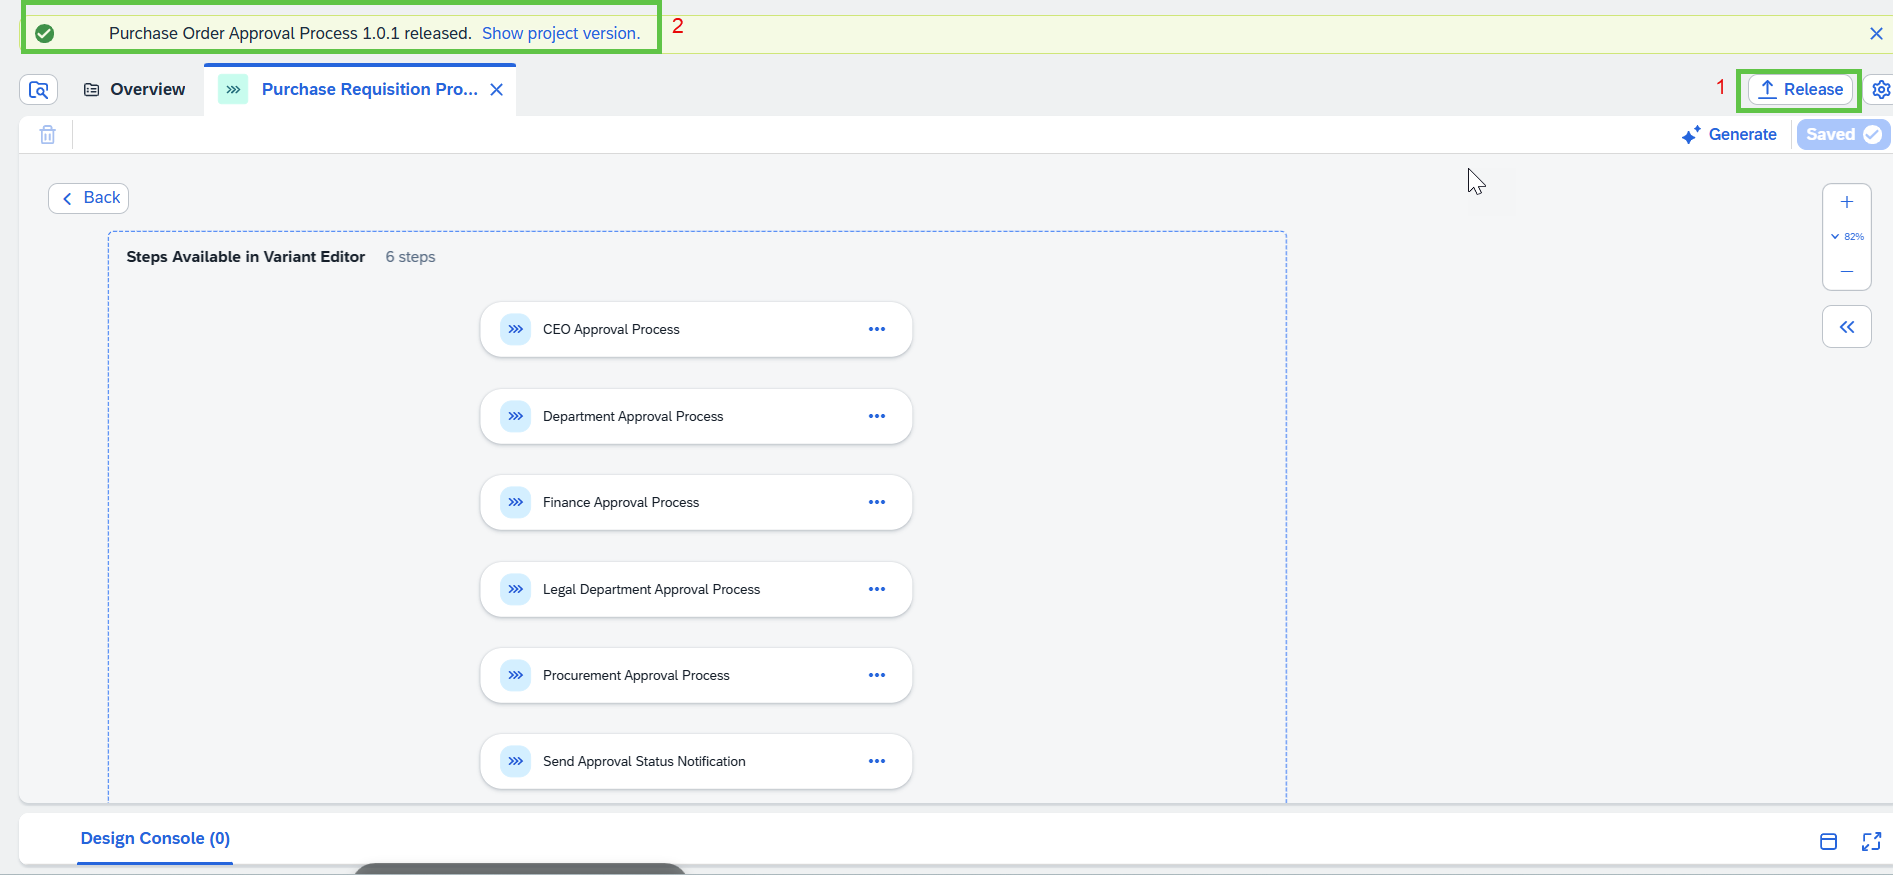 Purchase Order Approval Process 1.0.1 released. Show project version.
2
Overview
Purchase Requisition Pro...
1
Release
Generate
Saved
Back
82%
Steps Available in Variant Editor 6 steps
CEO Approval Process
Department Approval Process
Finance Approval Process
Legal Department Approval Process
Procurement Approval Process
Send Approval Status Notification
Design Console (0)